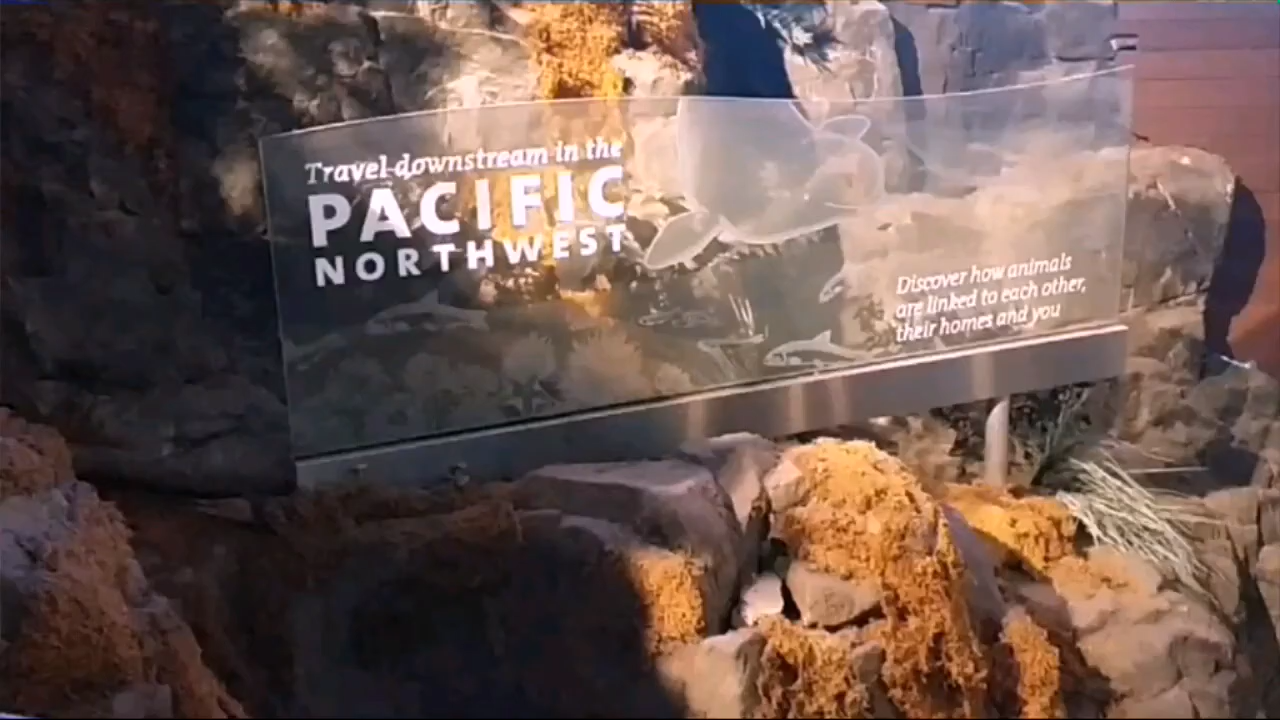 Travel downstream in the
PACIFIC
NORTHWEST
Discover how animals
are linked to each other,
their homes and you